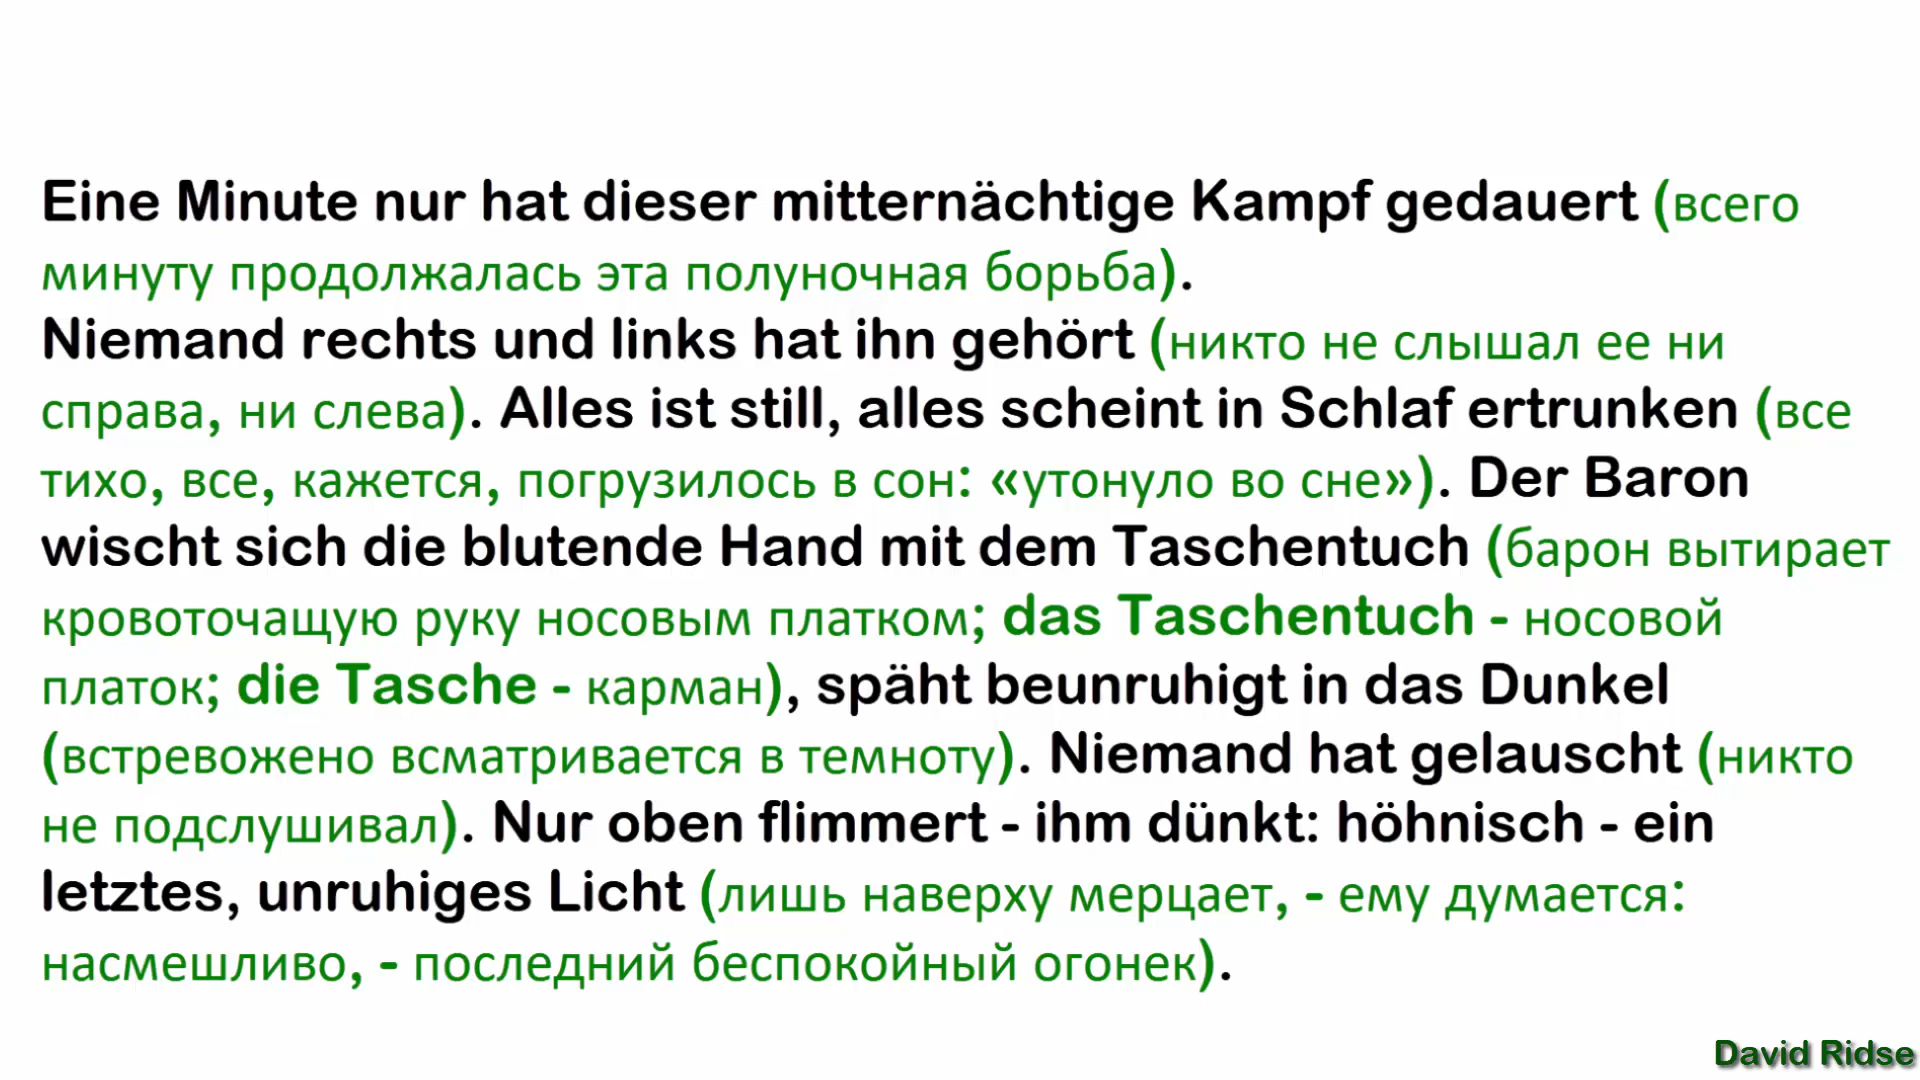 Eine Minute nur hat dieser mitternächtige Kampf gedauert (всего
минуту продолжалась эта полуночная борьба).
Niemand rechts und links hat ihn gehört (никто не слышал ее ни
справа, ни слева). Alles ist still, alles scheint in Schlaf ertrunken (все
тихо, все, кажется, погрузилось в сон: «утонуло во сне»). Der Baron
wischt sich die blutende Hand mit dem Taschentuch (барон вытирает
кровоточащую руку носовым платком; das Taschentuch - носовой
платок; die Tasche - карман), späht beunruhigt in das Dunkel
(встревожено всматривается в темноту). Niemand hat gelauscht (никто
не подслушивал). Nur oben flimmert - ihm dünkt: höhnisch - ein
letztes, unruhiges Licht (лишь наверху мерцает, - ему думается:
насмешливо, - последний беспокойный огонек).
David Ridse